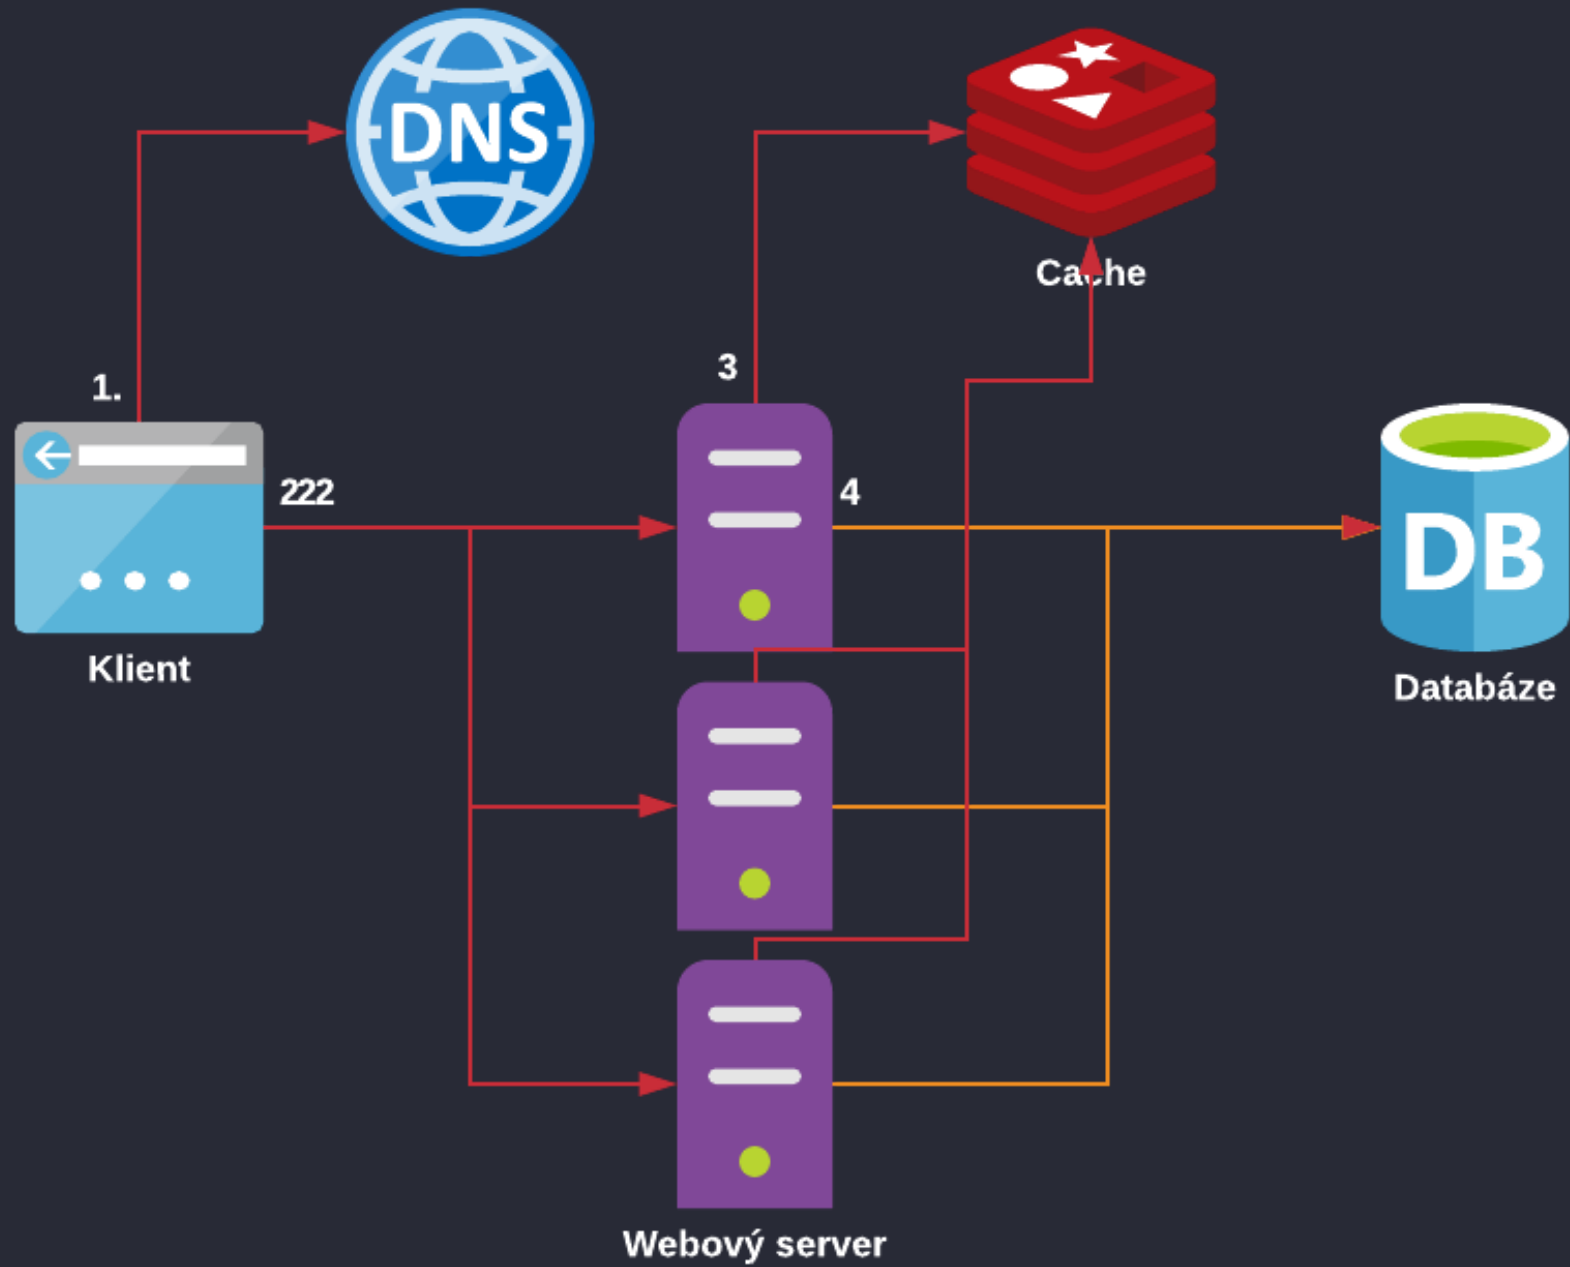 DNS
Cache
3
1.
222
4
DB
Klient
Databáze
Webový server